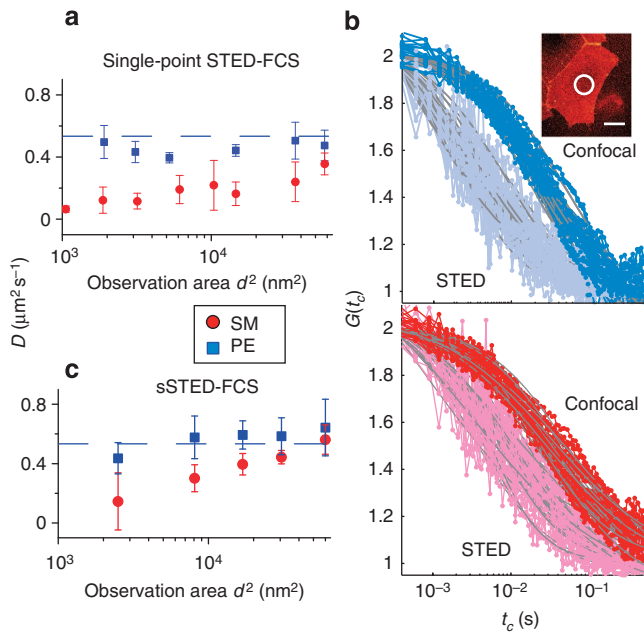 a
Single-point STED-FCS
0.8
0.4
0
10³
10⁴
Observation area d² (nm²)
D (μm² s⁻¹)
SM
PE
c
sSTED-FCS
0.8
0.4
0
10³
10⁴
Observation area d² (nm²)
b
2
1.8
1.6
1.4
1.2
1
Confocal
STED
G(t_c)
2
1.8
1.6
1.4
1.2
1
Confocal
STED
10⁻³
10⁻²
10⁻¹
t_c (s)